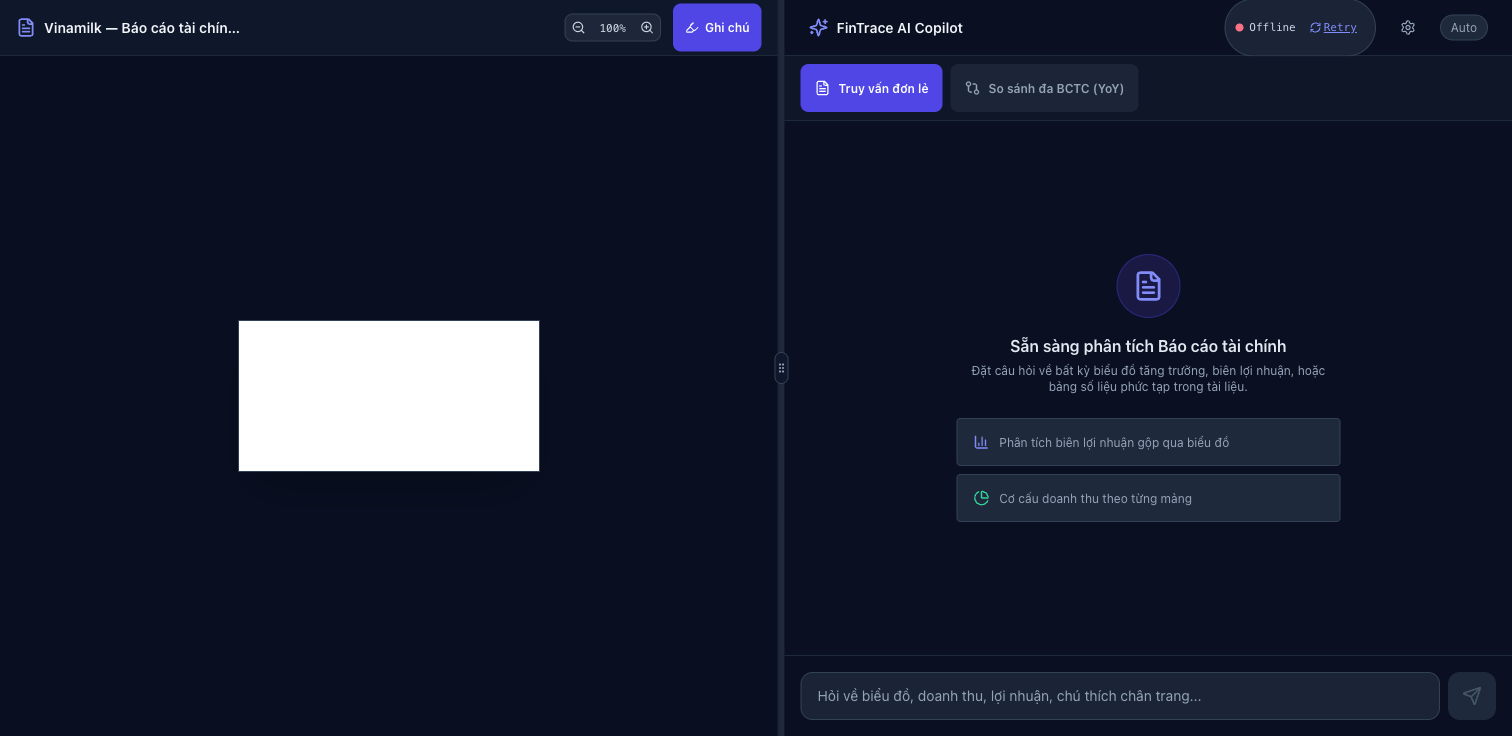 Vinamilk — Báo cáo tài chín...
100%
Ghi chú
FinTrace AI Copilot
Offline
Retry
Auto
Truy vấn đơn lẻ
So sánh đa BCTC (YoY)
Sẵn sàng phân tích Báo cáo tài chính
Đặt câu hỏi về bất kỳ biểu đồ tăng trưởng, biên lợi nhuận, hoặc
bảng số liệu phức tạp trong tài liệu.
Phân tích biên lợi nhuận gộp qua biểu đồ
Cơ cấu doanh thu theo từng mảng
Hỏi về biểu đồ, doanh thu, lợi nhuận, chú thích chân trang...